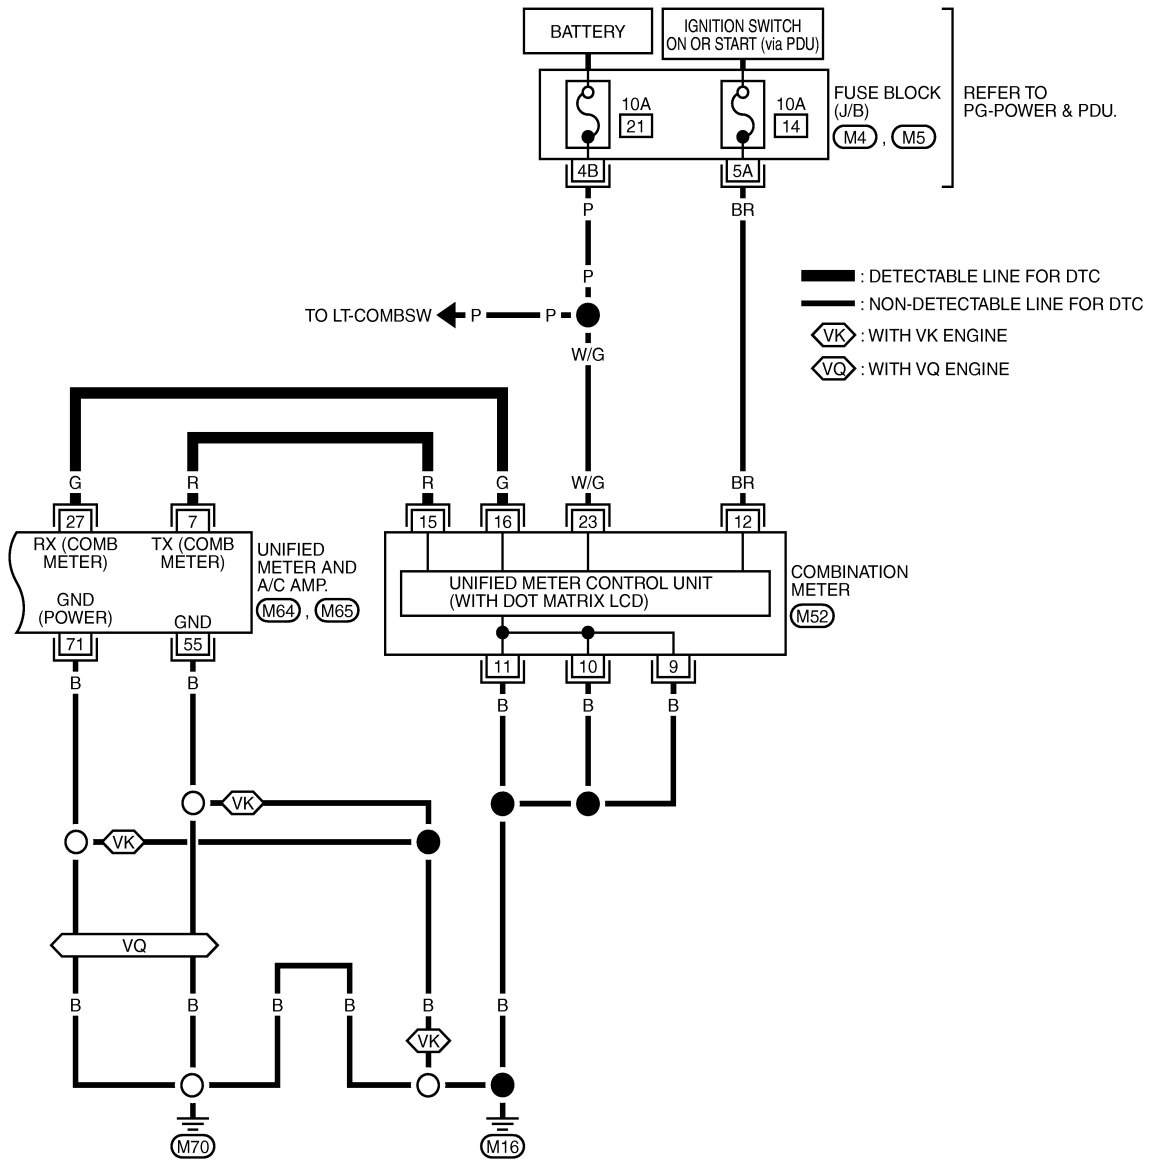 BATTERY
IGNITION SWITCH
ON OR START (via PDU)
10A
21
10A
14
FUSE BLOCK
(J/B)
M4 , M5
REFER TO
PG-POWER & PDU.
4B
5A
P
BR
P
TO LT-COMBSW
P
P
W/G
: DETECTABLE LINE FOR DTC
: NON-DETECTABLE LINE FOR DTC
VK : WITH VK ENGINE
VQ : WITH VQ ENGINE
G
R
R
G
W/G
BR
27
7
15
16
23
12
RX (COMB
METER)
TX (COMB
METER)
GND
(POWER)
GND
UNIFIED
METER AND
A/C AMP.
M64 , M65
UNIFIED METER CONTROL UNIT
(WITH DOT MATRIX LCD)
COMBINATION
METER
M52
71
55
11
10
9
B
B
B
B
B
VK
VK
VQ
B
B
B
B
B
B
VK
M70
M16